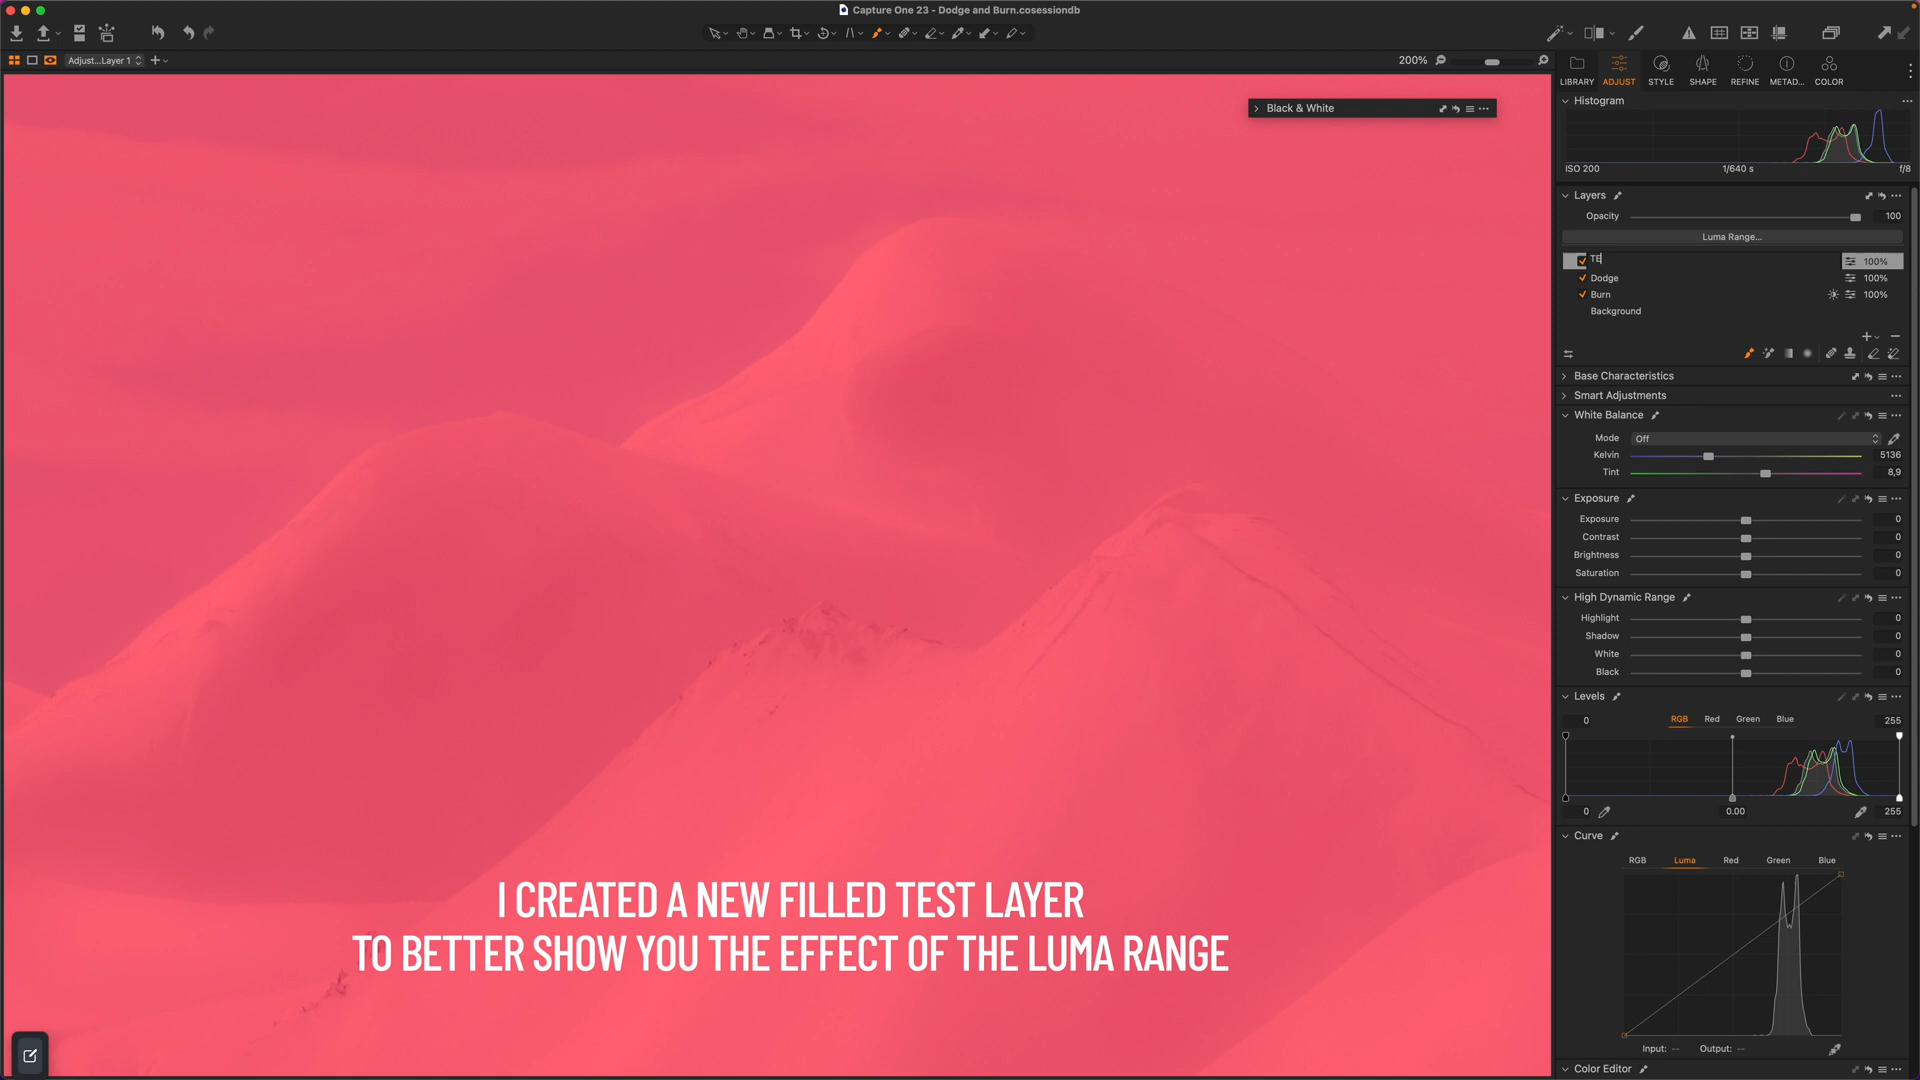 Capture One 23 - Dodge and Burn.cosessiondb
Adjust...Layer 1
200%
LIBRARY
ADJUST
STYLE
SHAPE
REFINE
METAD...
COLOR
Black & White
Histogram
ISO 200
1/640 s
f/8
Layers
Opacity
100
Luma Range...
TE
100%
Dodge
100%
Burn
100%
Background
Base Characteristics
Smart Adjustments
White Balance
Mode
Off
Kelvin
5136
Tint
8,9
Exposure
Exposure
0
Contrast
0
Brightness
0
Saturation
0
High Dynamic Range
Highlight
0
Shadow
0
White
0
Black
0
Levels
0
RGB
Red
Green
Blue
255
0
0.00
255
Curve
RGB
Luma
Red
Green
Blue
Input: --
Output: --
Color Editor
I CREATED A NEW FILLED TEST LAYER
TO BETTER SHOW YOU THE EFFECT OF THE LUMA RANGE